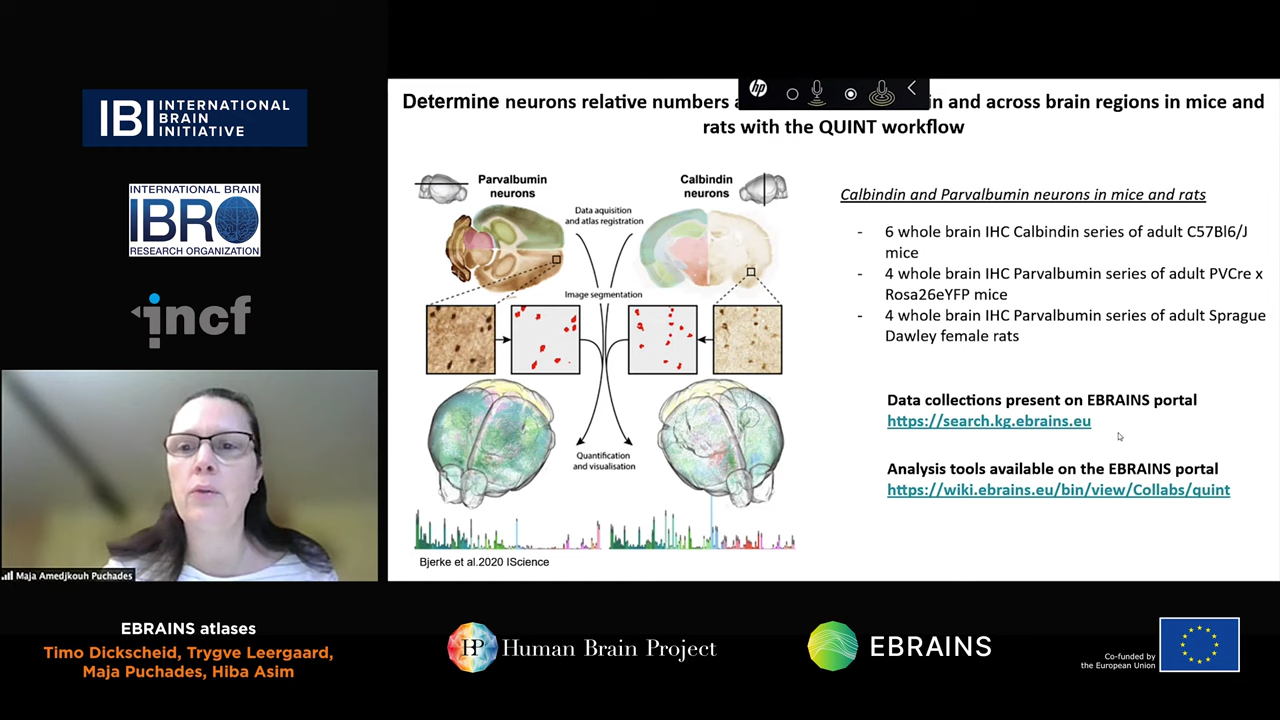 IBI INTERNATIONAL
BRAIN
INITIATIVE
INTERNATIONAL BRAIN
IBRO
RESEARCH ORGANIZATION
incf
Maja Amedjkouh Puchades
EBRAINS atlases
Timo Dickscheid, Trygve Leergaard,
Maja Puchades, Hiba Asim
hp
Determine neurons relative numbers in and across brain regions in mice and
rats with the QUINT workflow
Parvalbumin
neurons
Calbindin
neurons
Data aquisition
and atlas registration
Image segmentation
Quantification
and visualisation
Bjerke et al.2020 IScience
Calbindin and Parvalbumin neurons in mice and rats
- 6 whole brain IHC Calbindin series of adult C57Bl6/J
mice
- 4 whole brain IHC Parvalbumin series of adult PVCre x
Rosa26eYFP mice
- 4 whole brain IHC Parvalbumin series of adult Sprague
Dawley female rats
Data collections present on EBRAINS portal
https://search.kg.ebrains.eu
Analysis tools available on the EBRAINS portal
https://wiki.ebrains.eu/bin/view/Collabs/quint
HBP Human Brain Project
EBRAINS
Co-funded by
the European Union